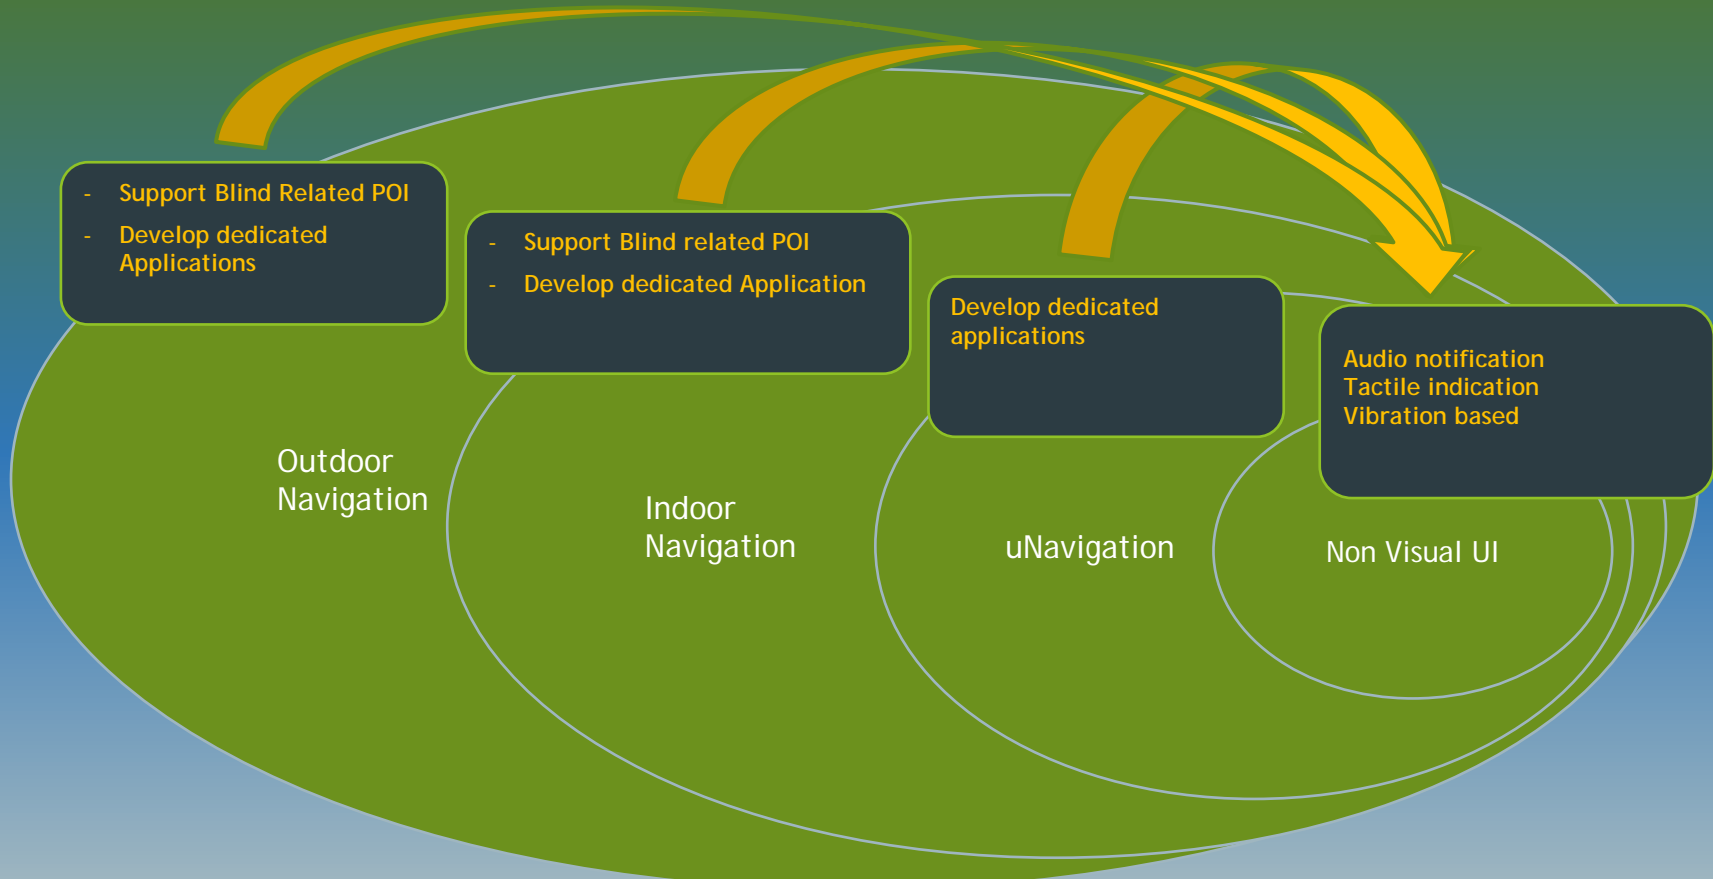 - Support Blind Related POI
- Develop dedicated
Applications
- Support Blind related POI
- Develop dedicated Application
Develop dedicated
applications
Audio notification
Tactile indication
Vibration based
Outdoor
Navigation
Indoor
Navigation
uNavigation
Non Visual UI